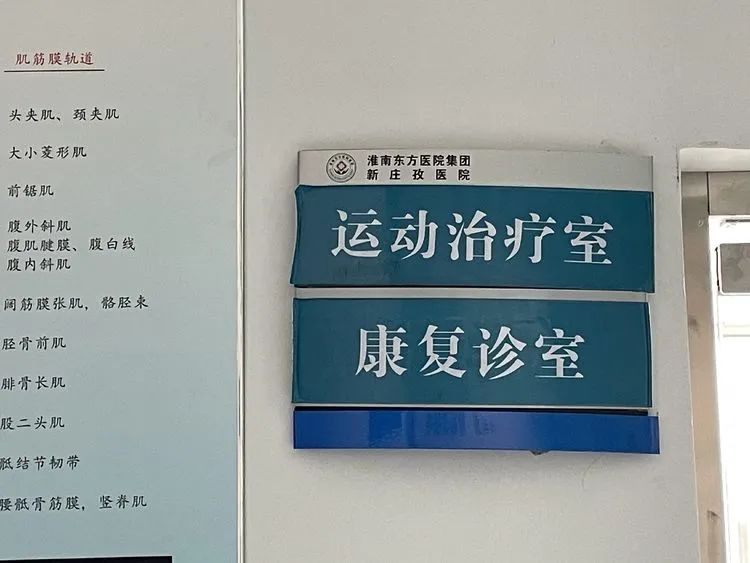 肌筋膜轨道
头夹肌、颈夹肌
大小菱形肌
前锯肌
腹外斜肌
腹肌腱膜、腹白线
腹内斜肌
阔筋膜张肌，髂胫束
胫骨前肌
腓骨长肌
股二头肌
骶结节韧带
腰骶骨筋膜，竖脊肌
淮南东方医院集团
新庄孜医院
运动治疗室
康复诊室